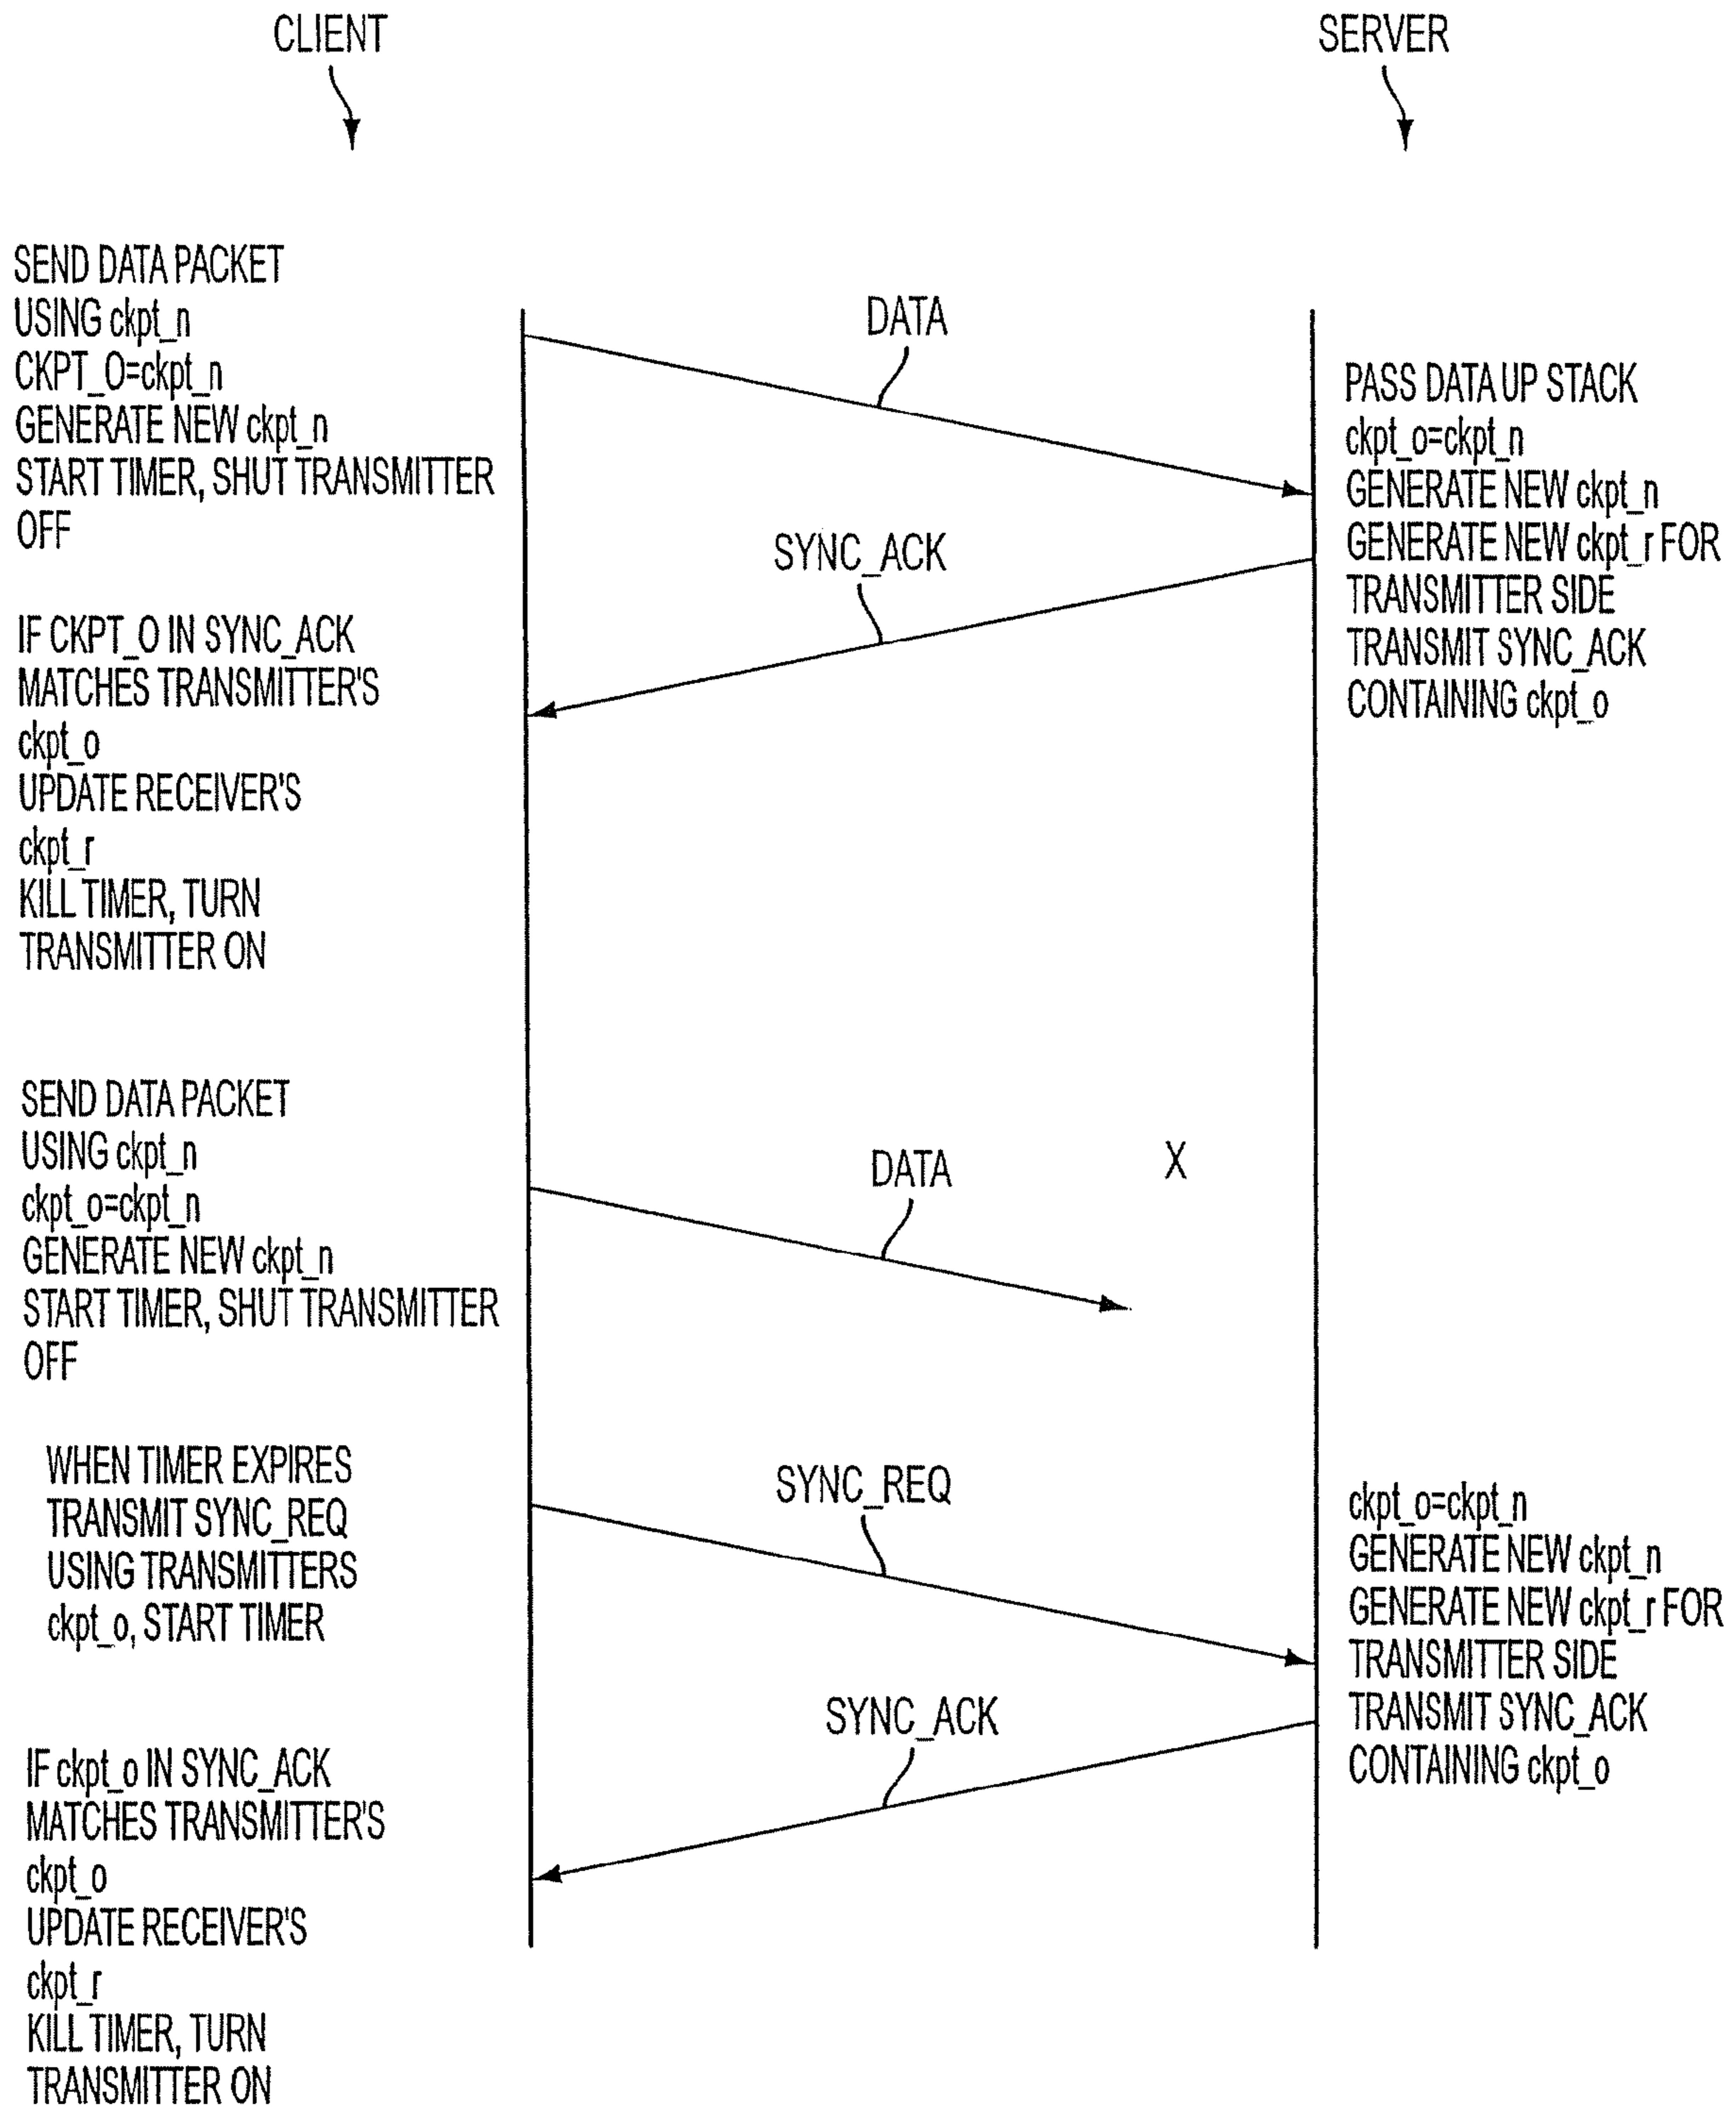 CLIENT
SERVER
SEND DATA PACKET
USING ckpt_n
CKPT_O=ckpt_n
GENERATE NEW ckpt_n
START TIMER, SHUT TRANSMITTER
OFF
DATA
PASS DATA UP STACK
ckpt_o=ckpt_n
GENERATE NEW ckpt_n
GENERATE NEW ckpt_r FOR
TRANSMITTER SIDE
TRANSMIT SYNC_ACK
CONTAINING ckpt_o
SYNC_ACK
IF CKPT_O IN SYNC_ACK
MATCHES TRANSMITTER'S
ckpt_o
UPDATE RECEIVER'S
ckpt_r
KILL TIMER, TURN
TRANSMITTER ON
SEND DATA PACKET
USING ckpt_n
ckpt_o=ckpt_n
GENERATE NEW ckpt_n
START TIMER, SHUT TRANSMITTER
OFF
DATA
X
WHEN TIMER EXPIRES
TRANSMIT SYNC_REQ
USING TRANSMITTERS
ckpt_o, START TIMER
SYNC_REQ
ckpt_o=ckpt_n
GENERATE NEW ckpt_n
GENERATE NEW ckpt_r FOR
TRANSMITTER SIDE
TRANSMIT SYNC_ACK
CONTAINING ckpt_o
SYNC_ACK
IF ckpt_o IN SYNC_ACK
MATCHES TRANSMITTER'S
ckpt_o
UPDATE RECEIVER'S
ckpt_r
KILL TIMER, TURN
TRANSMITTER ON